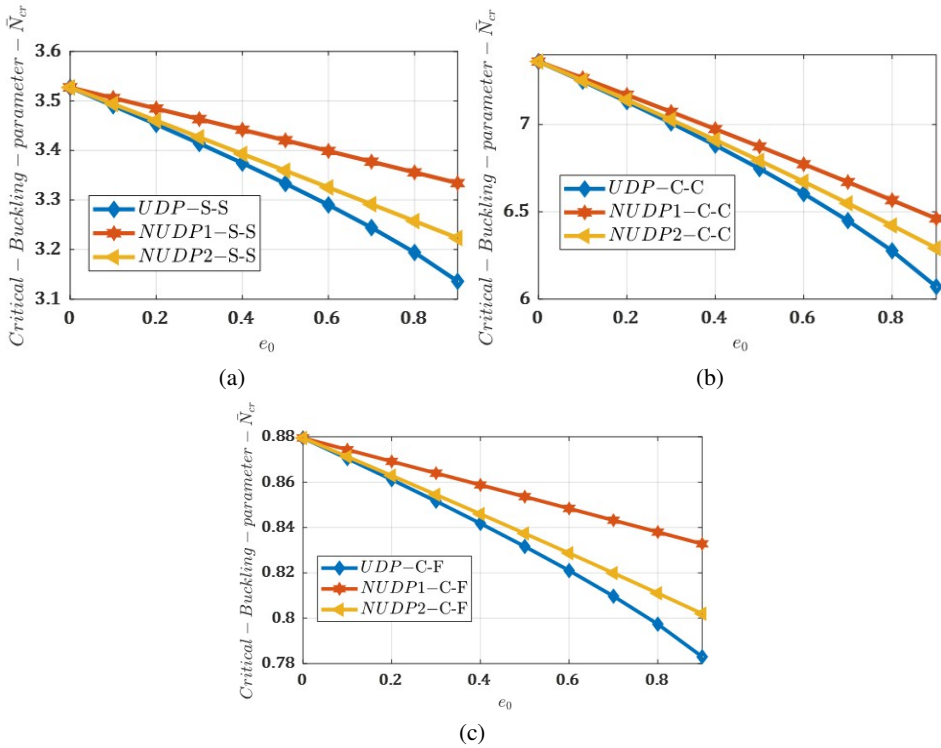 Critical − Buckling − parameter − N̄cr
3.6
3.5
3.4
3.3
3.2
3.1
0 0.2 0.4 0.6 0.8
e0
UDP−S-S
NUDP1−S-S
NUDP2−S-S
(a)
Critical − Buckling − parameter − N̄cr
7
6.5
6
0 0.2 0.4 0.6 0.8
e0
UDP−C-C
NUDP1−C-C
NUDP2−C-C
(b)
Critical − Buckling − parameter − N̄cr
0.88
0.86
0.84
0.82
0.8
0.78
0 0.2 0.4 0.6 0.8
e0
UDP−C-F
NUDP1−C-F
NUDP2−C-F
(c)